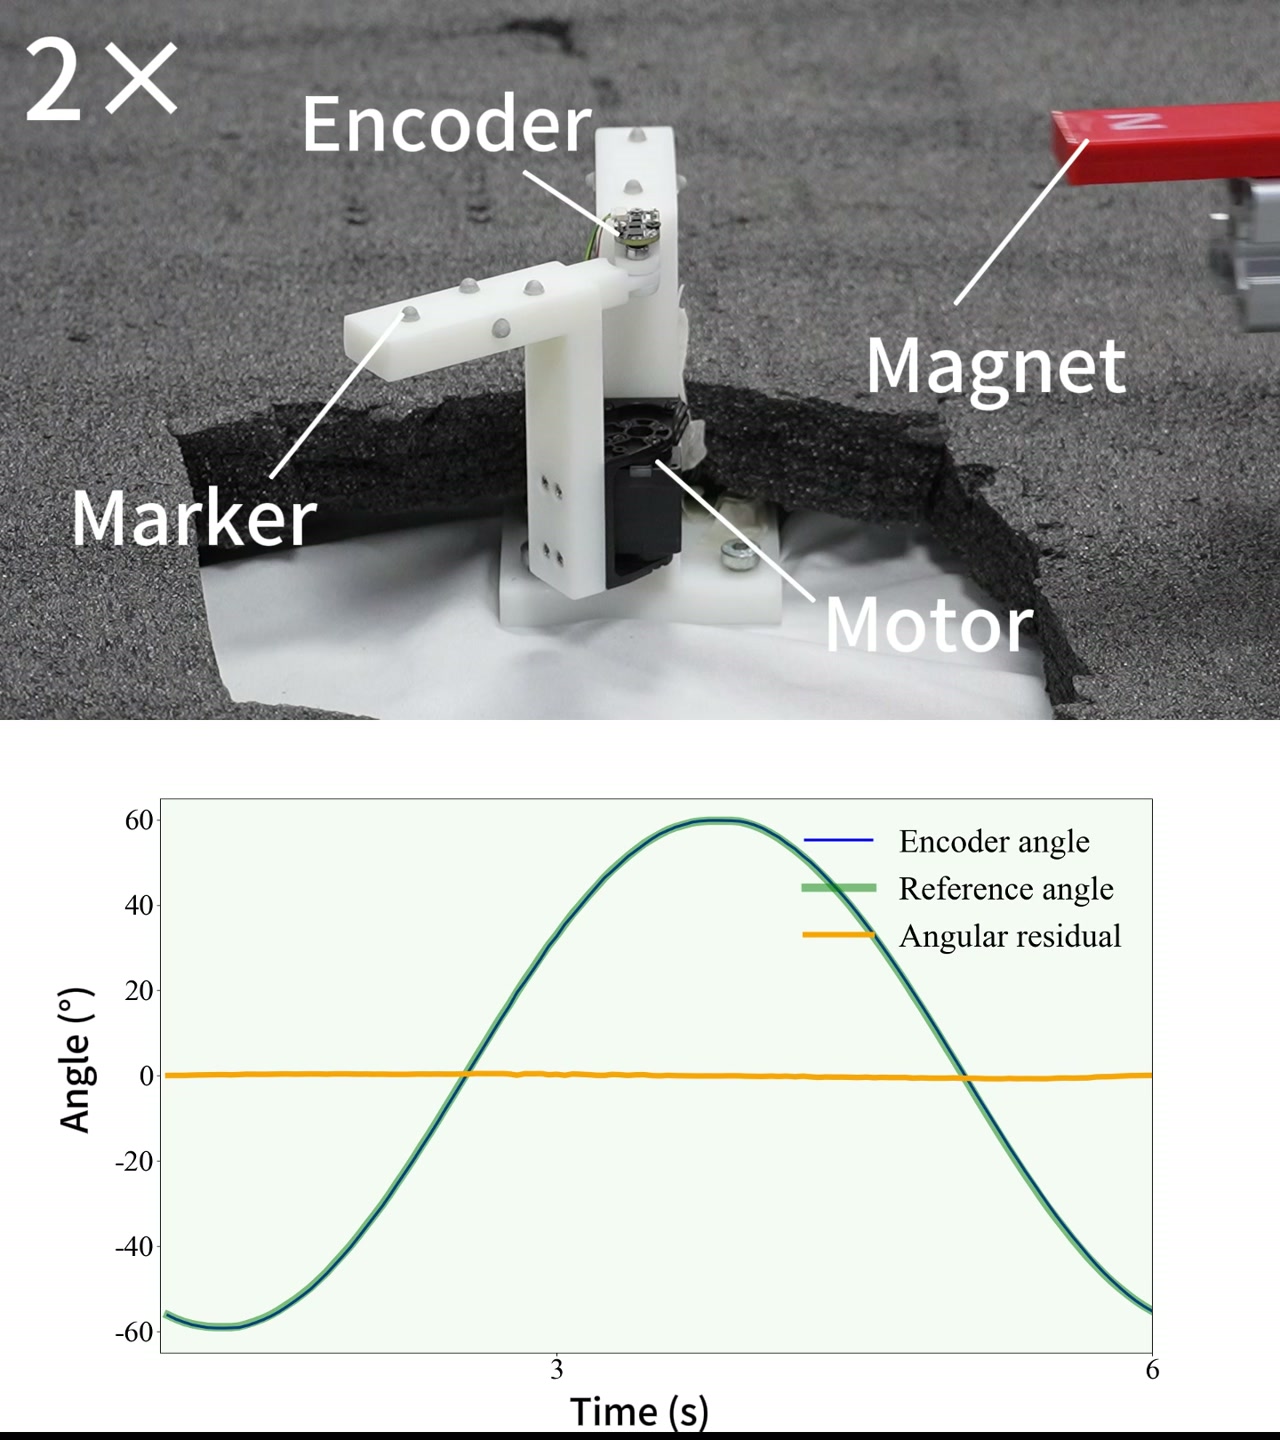 2×
Encoder
N
Magnet
Marker
Motor
60
40
20
0
-20
-40
-60
Angle (°)
Encoder angle
Reference angle
Angular residual
3
6
Time (s)